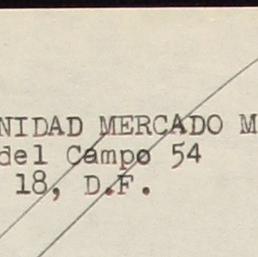 NIDAD MERCADO M
del Campo 54
18, D.F.